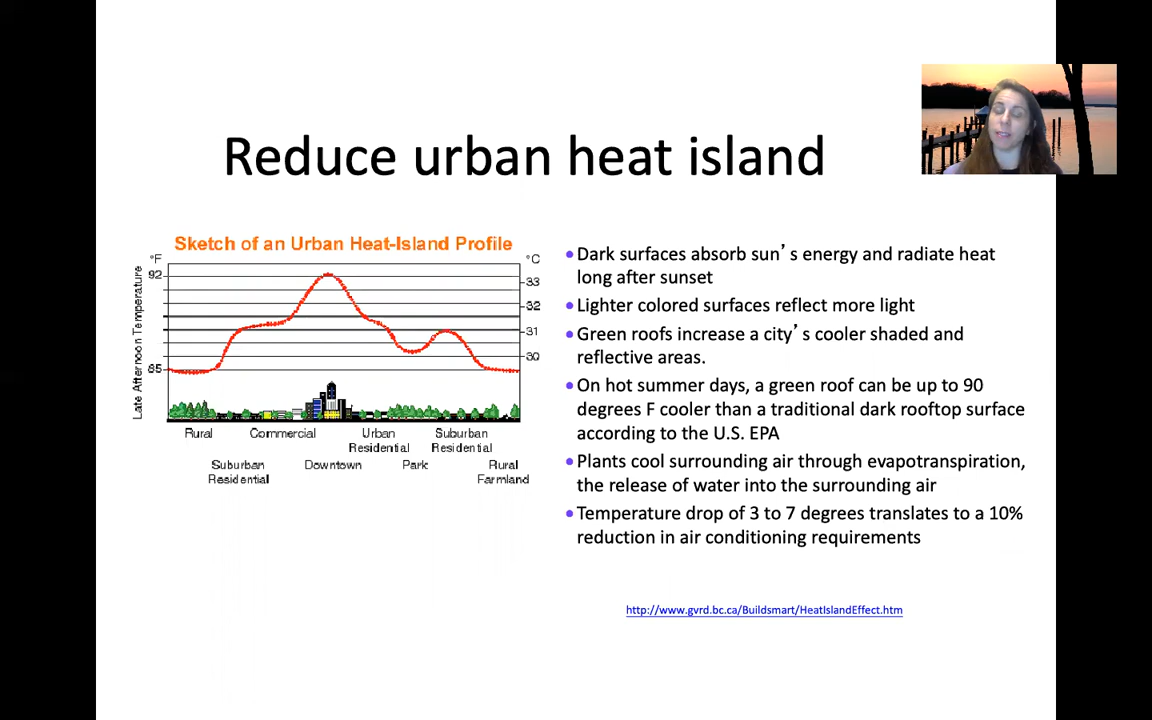 Reduce urban heat island
Sketch of an Urban Heat-Island Profile
°F
°C
92
85
33
32
31
30
Late Afternoon Temperature
Rural
Commercial
Urban
Residential
Suburban
Residential
Suburban
Residential
Downtown
Park
Rural
Farmland
•Dark surfaces absorb sun’s energy and radiate heat
long after sunset
•Lighter colored surfaces reflect more light
•Green roofs increase a city’s cooler shaded and
reflective areas.
•On hot summer days, a green roof can be up to 90
degrees F cooler than a traditional dark rooftop surface
according to the U.S. EPA
•Plants cool surrounding air through evapotranspiration,
the release of water into the surrounding air
•Temperature drop of 3 to 7 degrees translates to a 10%
reduction in air conditioning requirements
http://www.gvrd.bc.ca/Buildsmart/HeatIslandEffect.htm